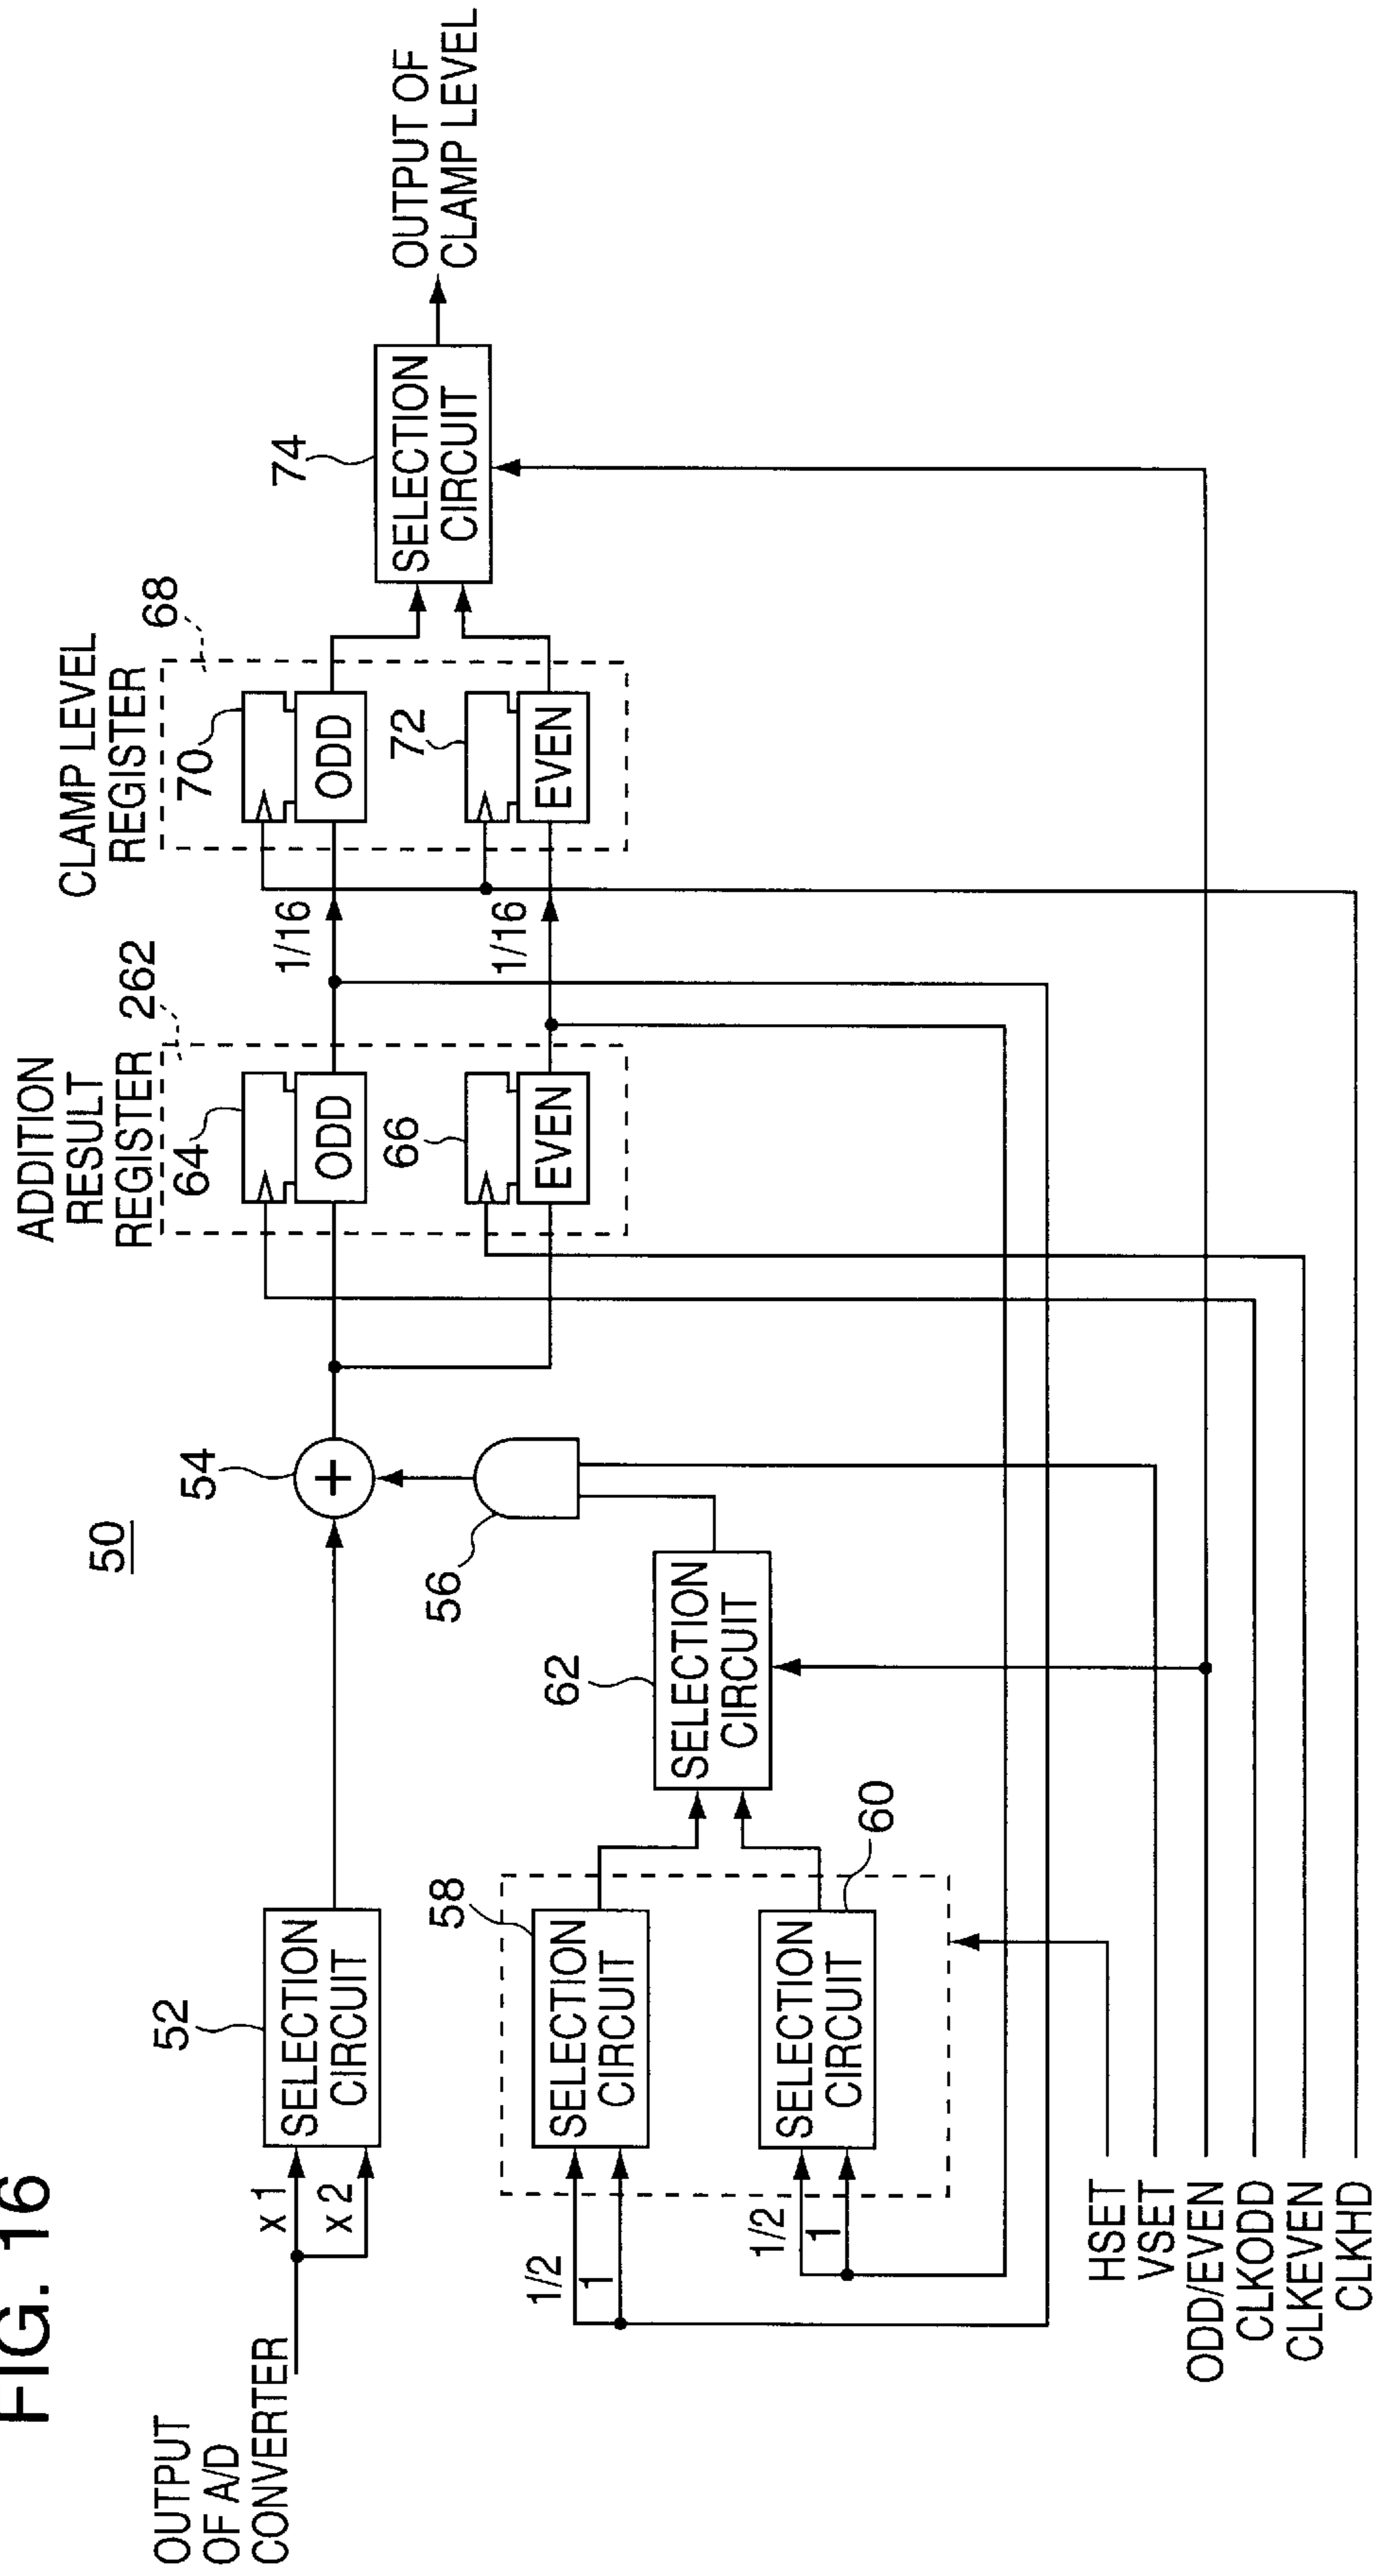 FIG. 16
50
OUTPUT
OF A/D
CONVERTER
x 1
x 2
52
SELECTION
CIRCUIT
54
+
56
58
SELECTION
CIRCUIT
1/2
1
60
SELECTION
CIRCUIT
1/2
1
62
SELECTION
CIRCUIT
ADDITION
RESULT
REGISTER
262
64
ODD
66
EVEN
1/16
1/16
CLAMP LEVEL
REGISTER
68
70
ODD
72
EVEN
74
SELECTION
CIRCUIT
OUTPUT OF
CLAMP LEVEL
HSET
VSET
ODD/EVEN
CLKODD
CLKEVEN
CLKHD